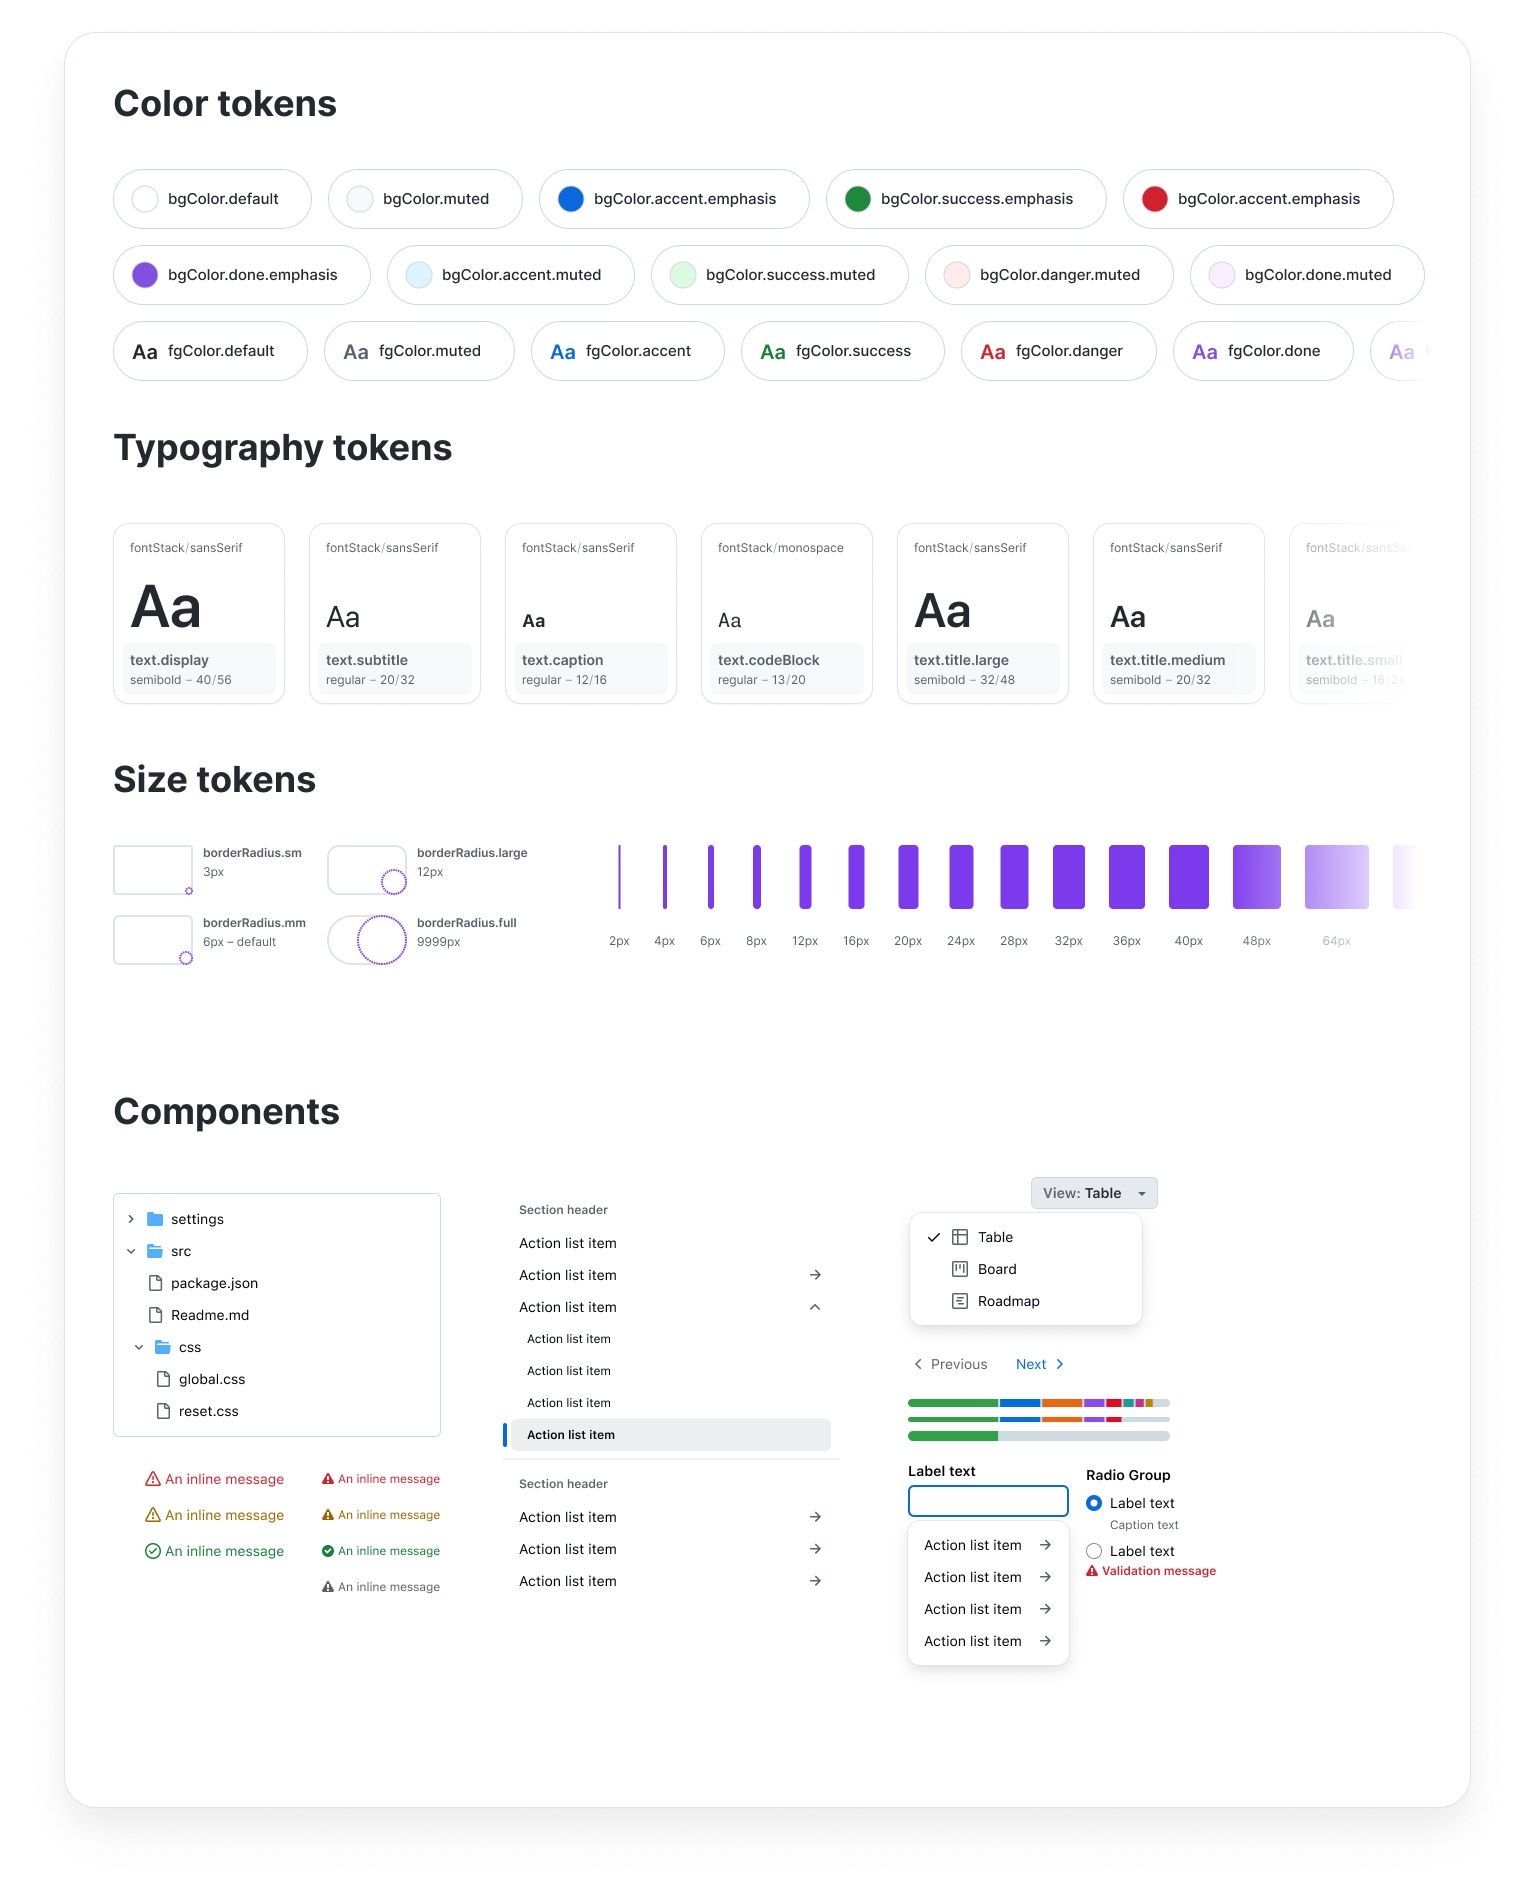 Color tokens
bgColor.default
bgColor.muted
bgColor.accent.emphasis
bgColor.success.emphasis
bgColor.accent.emphasis
bgColor.done.emphasis
bgColor.accent.muted
bgColor.success.muted
bgColor.danger.muted
bgColor.done.muted
Aa fgColor.default
Aa fgColor.muted
Aa fgColor.accent
Aa fgColor.success
Aa fgColor.danger
Aa fgColor.done
Aa
Typography tokens
fontStack/sansSerif
Aa
text.display
semibold – 40/56
fontStack/sansSerif
Aa
text.subtitle
regular – 20/32
fontStack/sansSerif
Aa
text.caption
regular – 12/16
fontStack/monospace
Aa
text.codeBlock
regular – 13/20
fontStack/sansSerif
Aa
text.title.large
semibold – 32/48
fontStack/sansSerif
Aa
text.title.medium
semibold – 20/32
fontStack/sansSerif
Aa
text.title.small
semibold – 16/24
Size tokens
borderRadius.sm
3px
borderRadius.large
12px
borderRadius.mm
6px – default
borderRadius.full
9999px
2px 4px 6px 8px 12px 16px 20px 24px 28px 32px 36px 40px 48px 64px
Components
settings
src
package.json
Readme.md
css
global.css
reset.css
An inline message
An inline message
An inline message
An inline message
An inline message
An inline message
An inline message
Section header
Action list item
Action list item
Action list item
Action list item
Action list item
Action list item
Action list item
Section header
Action list item
Action list item
Action list item
View: Table
Table
Board
Roadmap
Previous Next
Label text
Action list item
Action list item
Action list item
Action list item
Radio Group
Label text
Caption text
Label text
Validation message